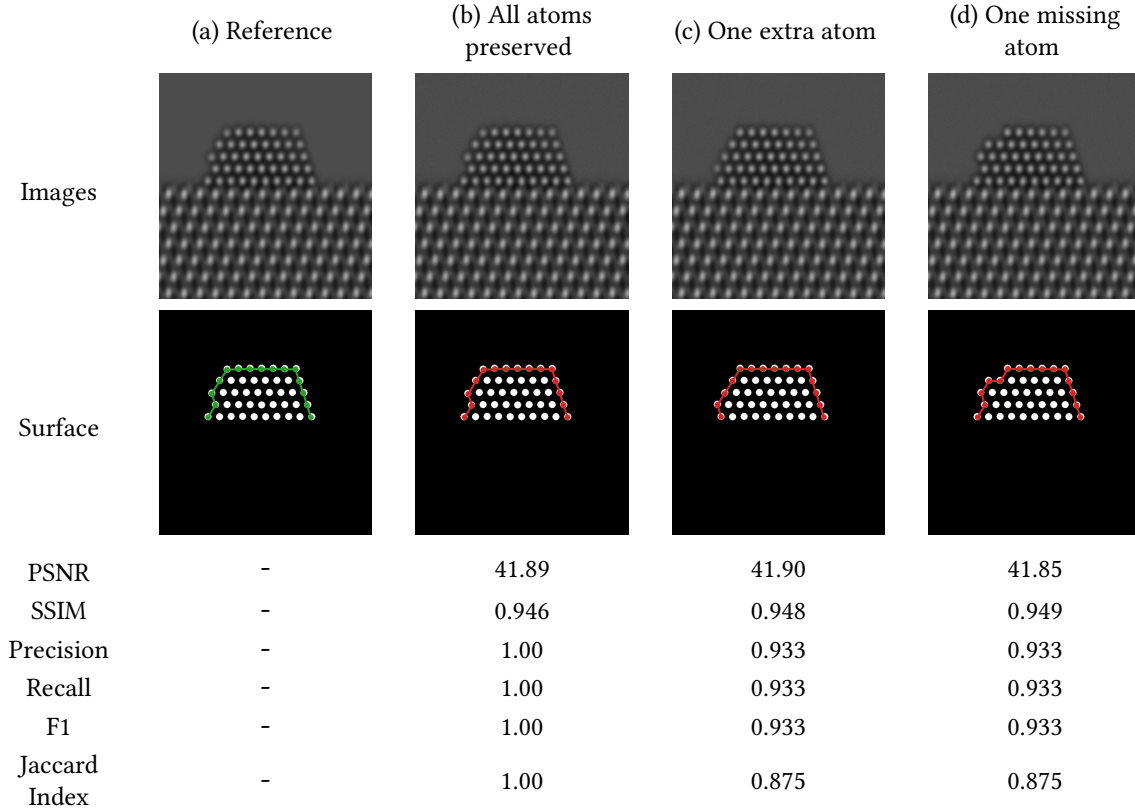 (a) Reference
(b) All atoms
preserved
(c) One extra atom
(d) One missing
atom
Images
Surface
PSNR - 41.89 41.90 41.85
SSIM - 0.946 0.948 0.949
Precision - 1.00 0.933 0.933
Recall - 1.00 0.933 0.933
F1 - 1.00 0.933 0.933
Jaccard
Index - 1.00 0.875 0.875